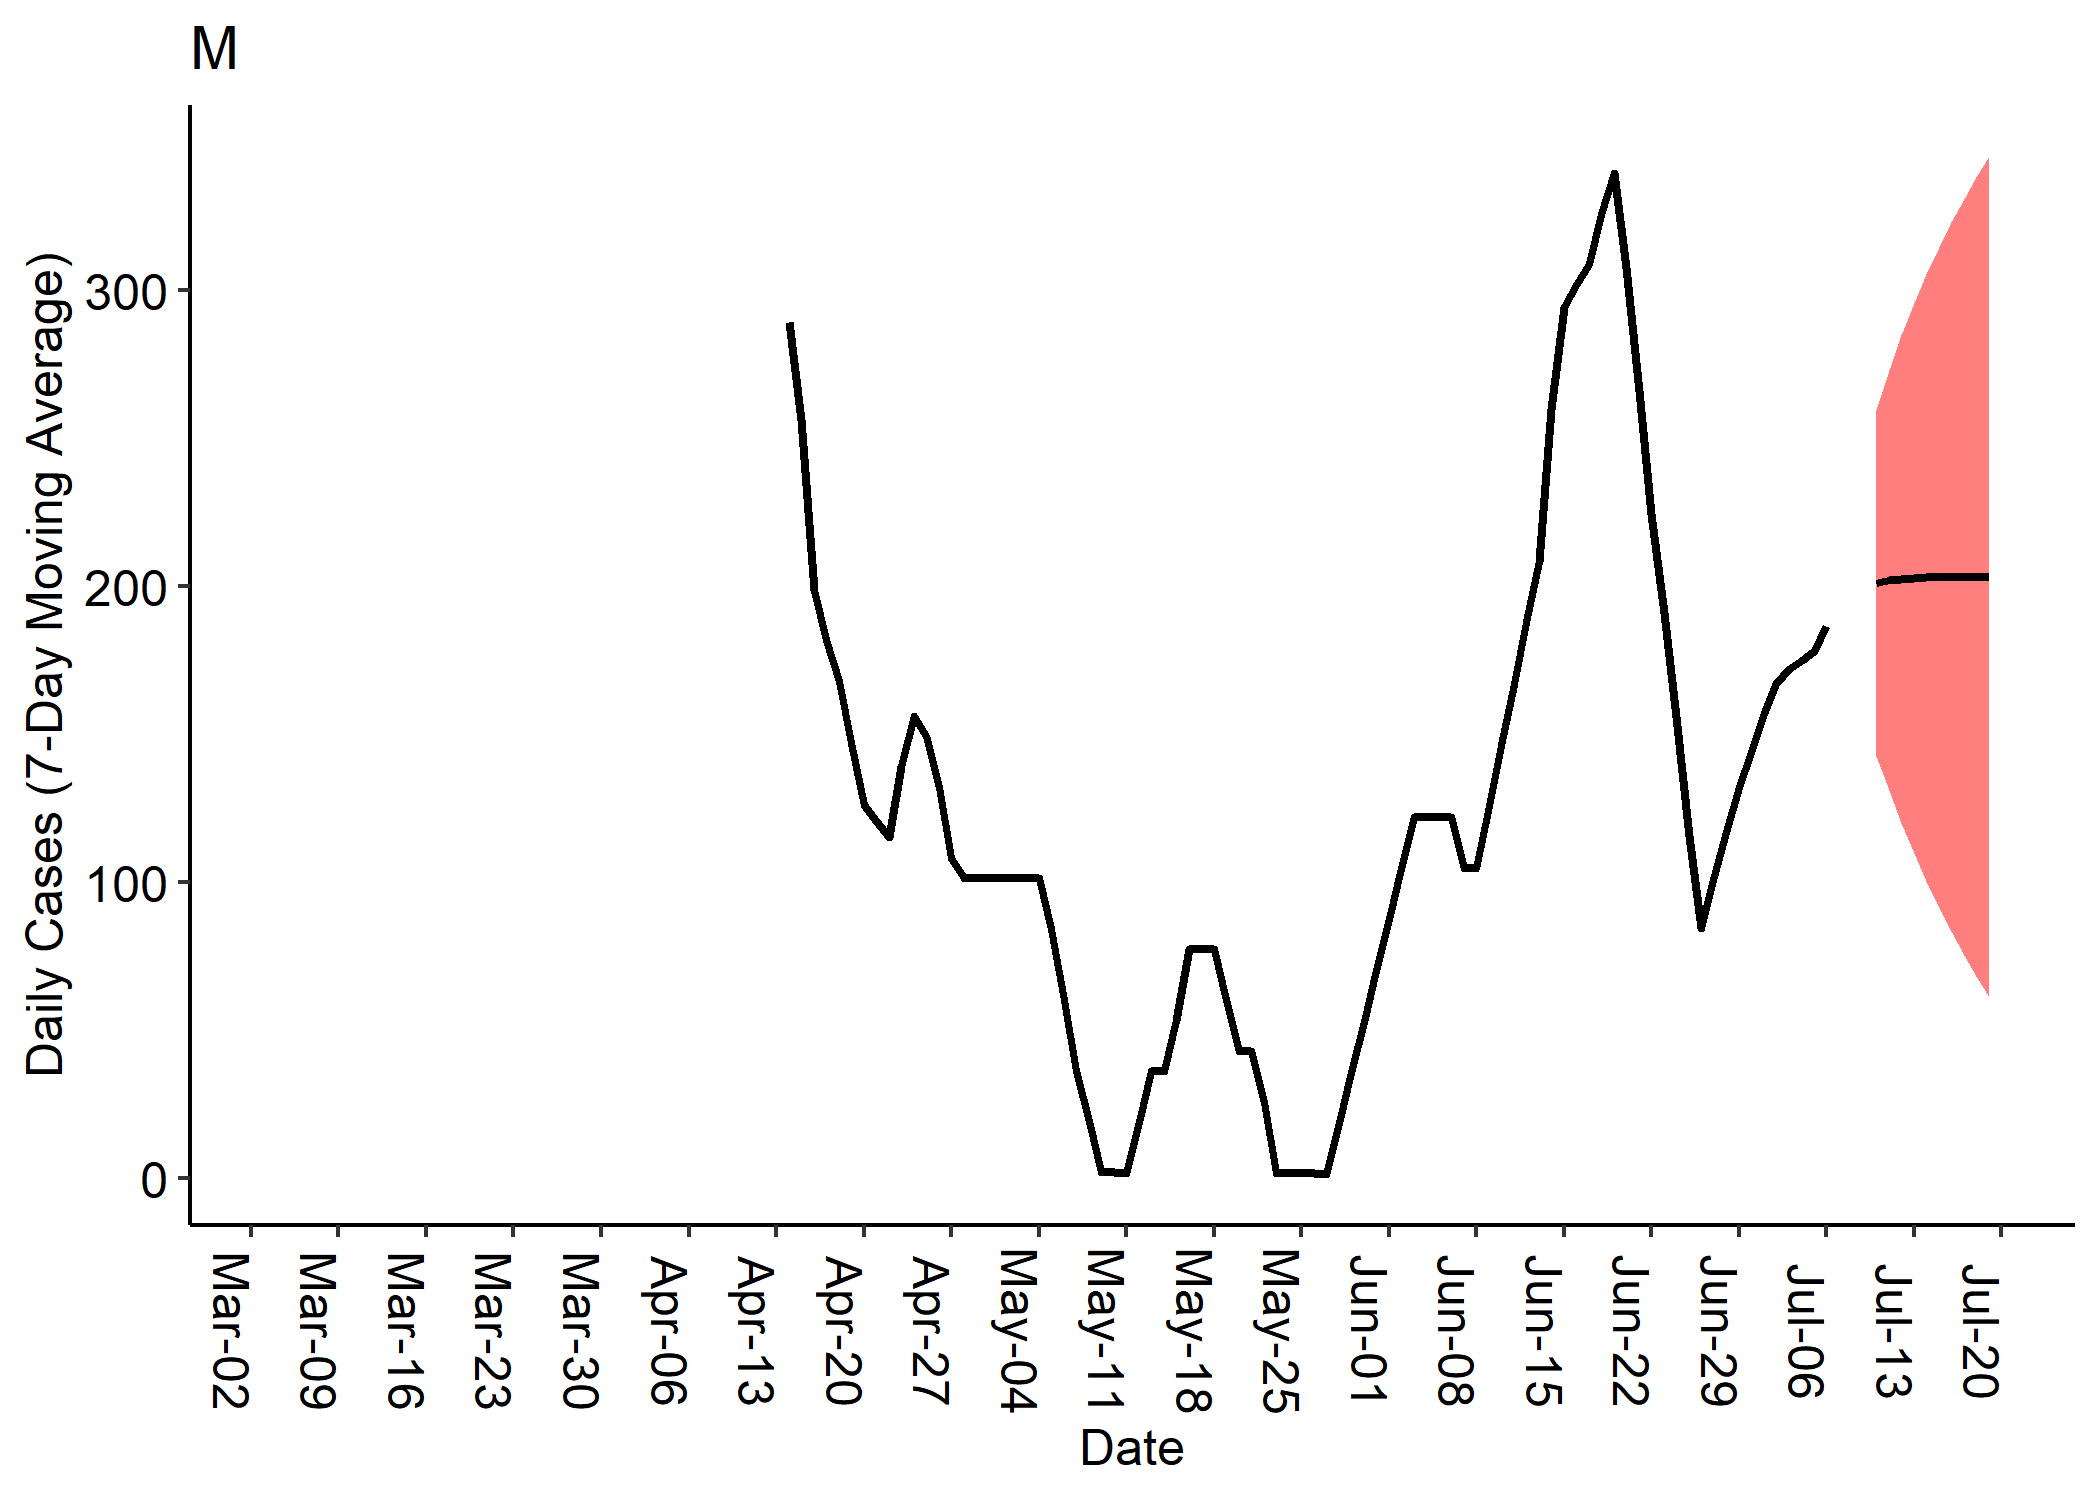 M
Daily Cases (7-Day Moving Average)
300
200
100
0
Mar-02
Mar-09
Mar-16
Mar-23
Mar-30
Apr-06
Apr-13
Apr-20
Apr-27
May-04
May-11
May-18
May-25
Jun-01
Jun-08
Jun-15
Jun-22
Jun-29
Jul-06
Jul-13
Jul-20
Date